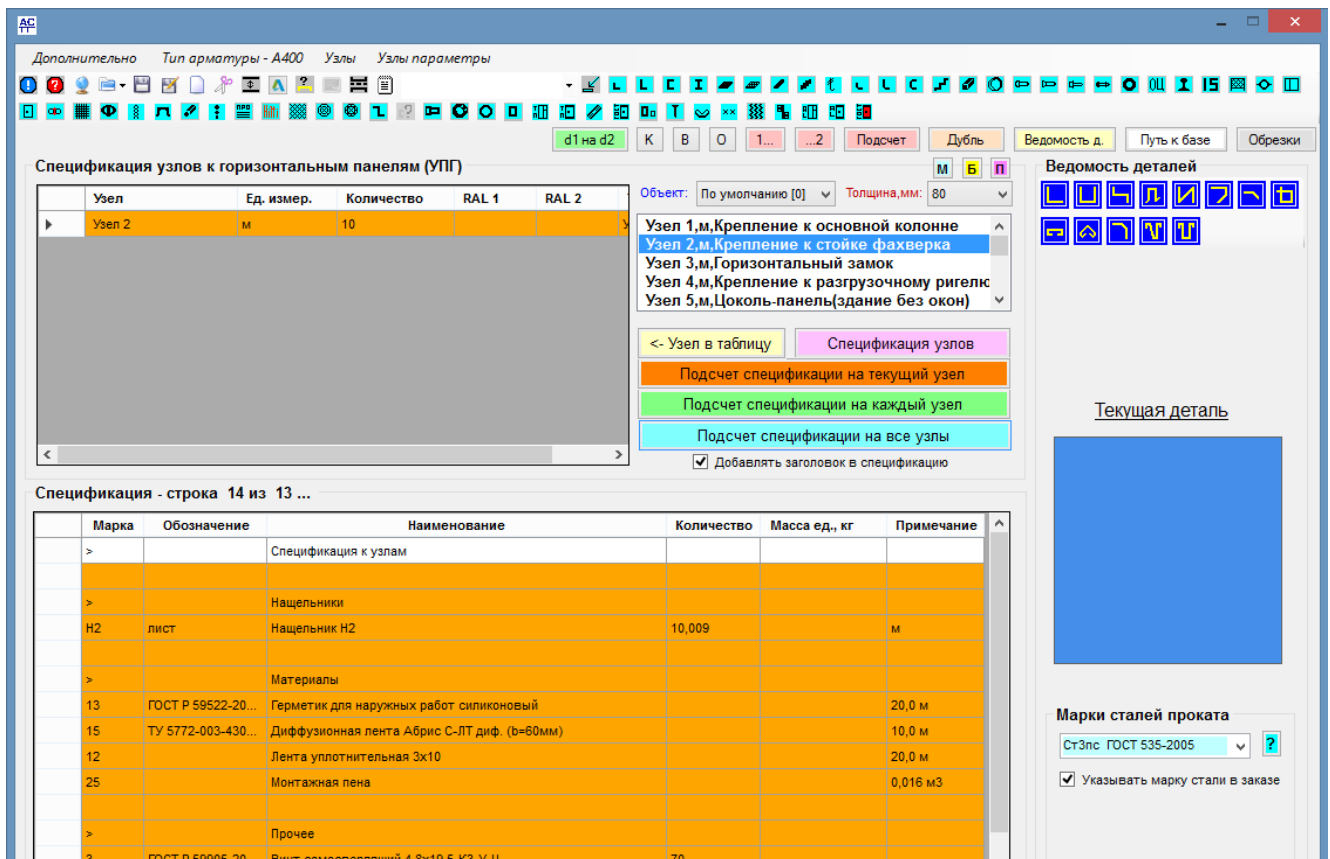 АС
Дополнительно Тип арматуры - А400 Узлы Узлы параметры
d1 на d2 К В О 1... ...2 Подсчет Дубль Ведомость д. Путь к базе Обрезки
Спецификация узлов к горизонтальным панелям (УПГ) М Б П Ведомость деталей
Узел Ед. измер. Количество RAL 1 RAL 2
Узел 2 м 10
Объект: По умолчанию [0] Толщина,мм: 80
Узел 1,м,Крепление к основной колонне
Узел 2,м,Крепление к стойке фахверка
Узел 3,м,Горизонтальный замок
Узел 4,м,Крепление к разгрузочному ригелю
Узел 5,м,Цоколь-панель(здание без окон)
<- Узел в таблицу Спецификация узлов
Подсчет спецификации на текущий узел
Подсчет спецификации на каждый узел
Подсчет спецификации на все узлы
Добавлять заголовок в спецификацию
Текущая деталь
Спецификация - строка 14 из 13 ...
Марка Обозначение Наименование Количество Масса ед., кг Примечание
> Спецификация к узлам
> Нащельники
Н2 лист Нащельник Н2 10,009 м
> Материалы
13 ГОСТ Р 59522-20... Герметик для наружных работ силиконовый 20,0 м
15 ТУ 5772-003-430... Диффузионная лента Абрис С-ЛТ диф. (b=60мм) 10,0 м
12 Лента уплотнительная 3х10 20,0 м
25 Монтажная пена 0,016 м3
> Прочее
Марки сталей проката
Ст3пс ГОСТ 535-2005 ?
Указывать марку стали в заказе